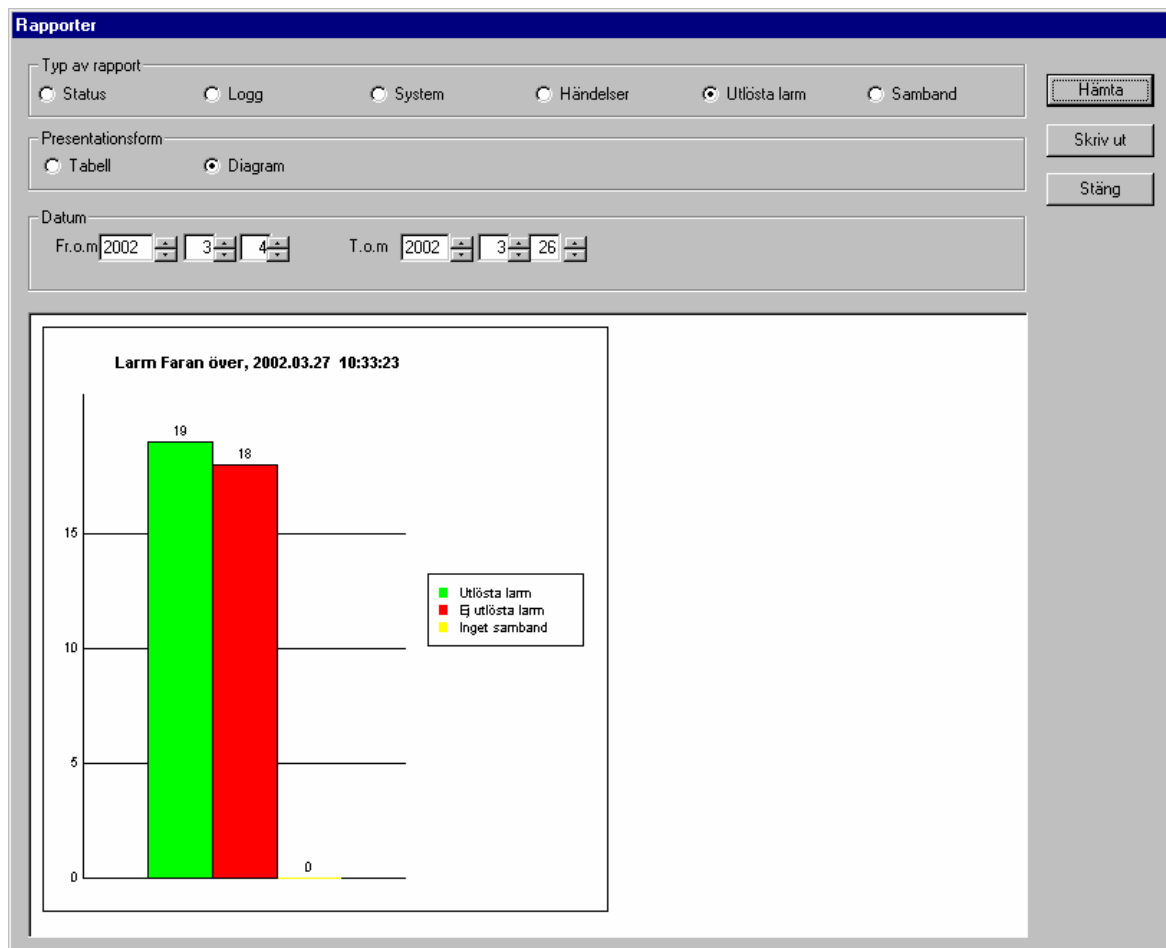 Rapporter
Typ av rapport
Status Logg System Händelser Utlösta larm Samband
Hämta
Presentationsform
Tabell Diagram
Skriv ut
Stäng
Datum
Fr.o.m 2002 3 4 T.o.m 2002 3 26
Larm Faran över, 2002.03.27 10:33:23
19
18
15
Utlösta larm
Ej utlösta larm
Inget samband
10
5
0
0